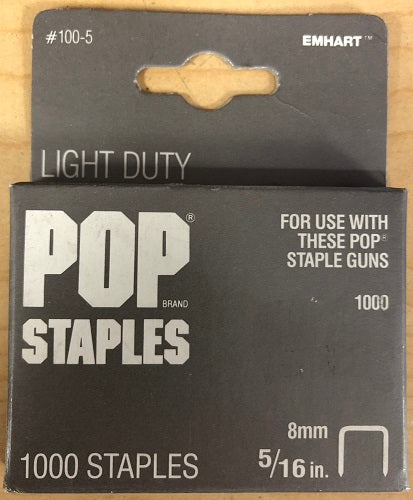 #100-5
EMHART™
LIGHT DUTY
POP®
BRAND
STAPLES
FOR USE WITH
THESE POP®
STAPLE GUNS
1000
1000 STAPLES
8mm
5/16 in.